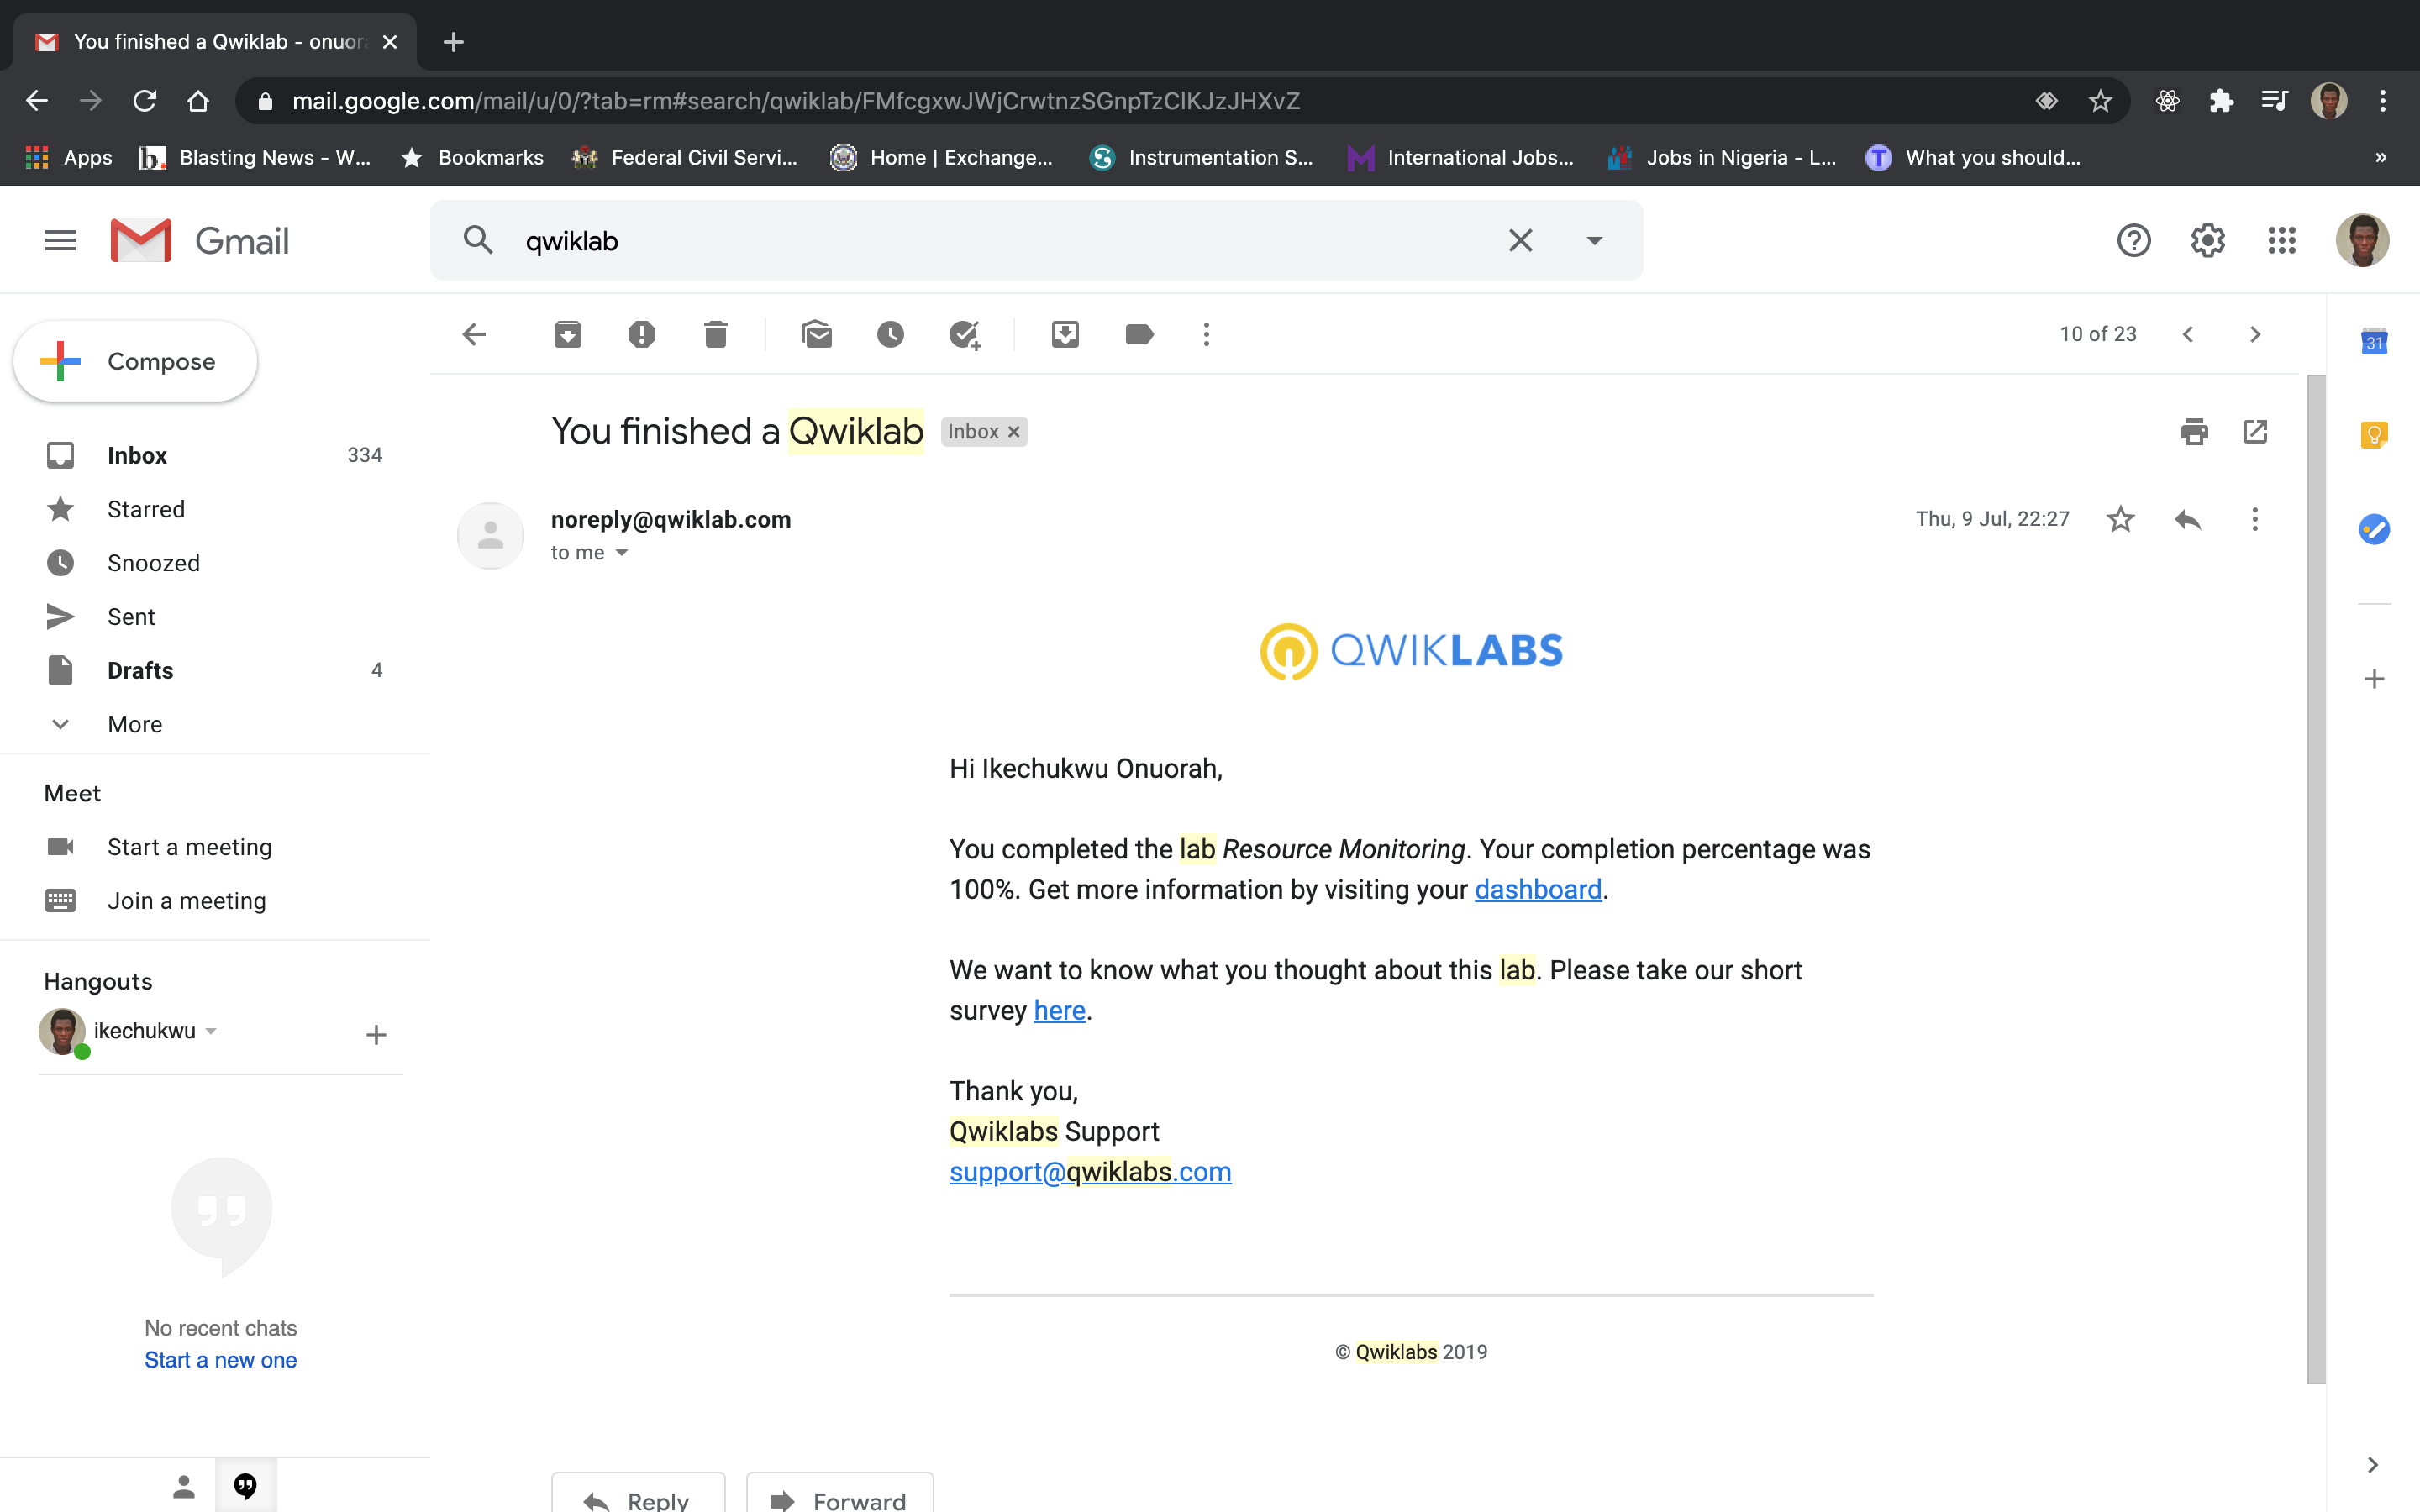 You finished a Qwiklab - onuor
mail.google.com/mail/u/0/?tab=rm#search/qwiklab/FMfcgxwJWjCrwtnzSGnpTzClKJzJHXvZ
Apps
Blasting News - W...
Bookmarks
Federal Civil Servi...
Home | Exchange...
Instrumentation S...
International Jobs...
Jobs in Nigeria - L...
What you should...
»
Gmail
qwiklab
Compose
10 of 23
31
Inbox 334
Starred
Snoozed
Sent
Drafts 4
More
Meet
Start a meeting
Join a meeting
Hangouts
ikechukwu
No recent chats
Start a new one
You finished a Qwiklab
Inbox
noreply@qwiklab.com
to me
Thu, 9 Jul, 22:27
QWIKLABS
Hi Ikechukwu Onuorah,
You completed the lab Resource Monitoring. Your completion percentage was
100%. Get more information by visiting your dashboard.
We want to know what you thought about this lab. Please take our short
survey here.
Thank you,
Qwiklabs Support
support@qwiklabs.com
© Qwiklabs 2019
Reply
Forward